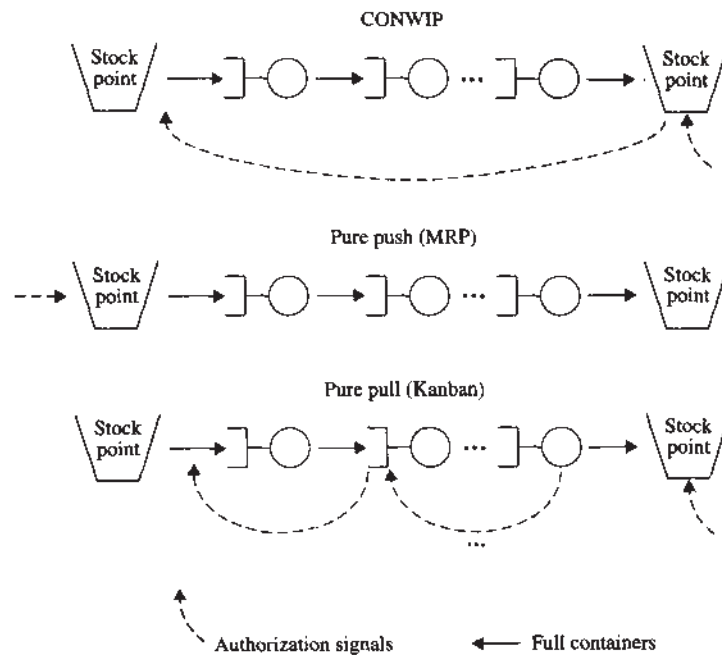 CONWIP
Stock
point
Stock
point
...
Pure push (MRP)
Stock
point
Stock
point
...
Pure pull (Kanban)
Stock
point
Stock
point
...
...
Authorization signals
Full containers